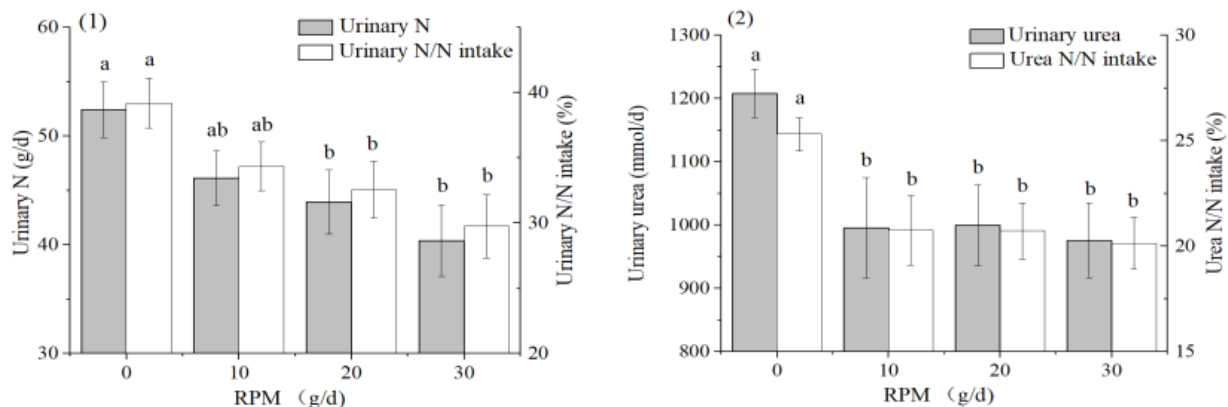 (1)
Urinary N
Urinary N/N intake
60
50
40
30
Urinary N (g/d)
a a
ab ab
b b
b b
40
30
20
Urinary N/N intake (%)
0 10 20 30
RPM （g/d)
(2)
Urinary urea
Urea N/N intake
1300
1200
1100
1000
900
800
Urinary urea (mmol/d)
a a
b b
b b
b b
30
25
20
15
Urea N/N intake (%)
0 10 20 30
RPM （g/d)